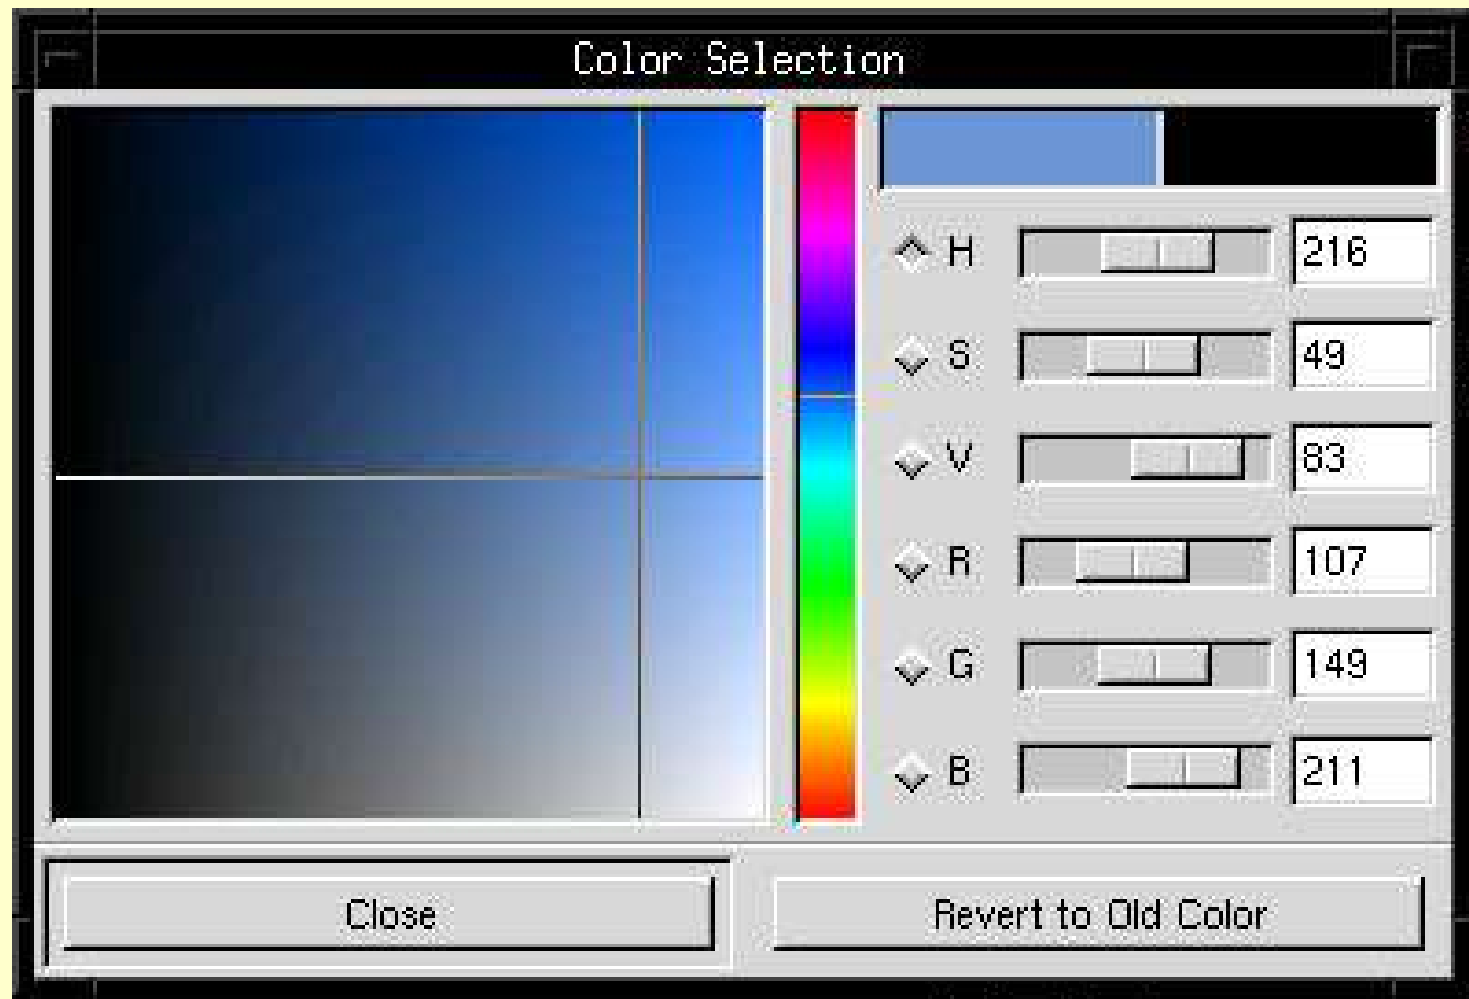 Color Selection
H 216
S 49
V 83
R 107
G 149
B 211
Close
Revert to Old Color